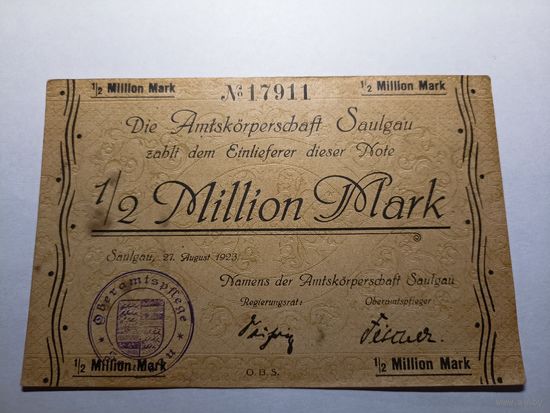 1/2 Million Mark
№ 17911
1/2 Million Mark
Die Amtskörperschaft Saulgau
zahlt dem Einlieferer dieser Note
1/2 Million Mark
Saulgau, 27. August 1923.
Namens der Amtskörperschaft Saulgau
Regierungsrat:
Oberamtspfleger
Oberamtspflege
1/2 Million Mark
O.B.S.
1/2 Million Mark